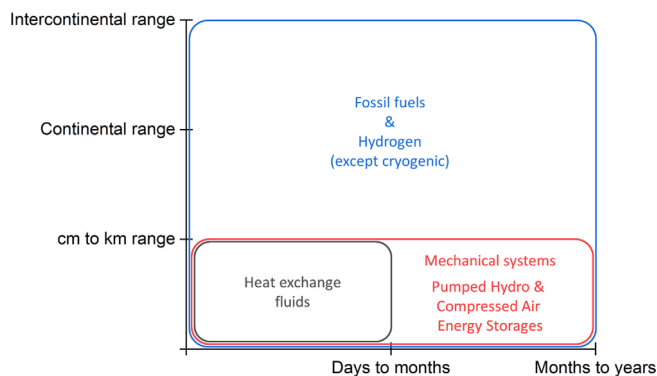 Intercontinental range
Fossil fuels
&
Hydrogen
(except cryogenic)
Continental range
cm to km range
Heat exchange
fluids
Mechanical systems
Pumped Hydro &
Compressed Air
Energy Storages
Days to months
Months to years